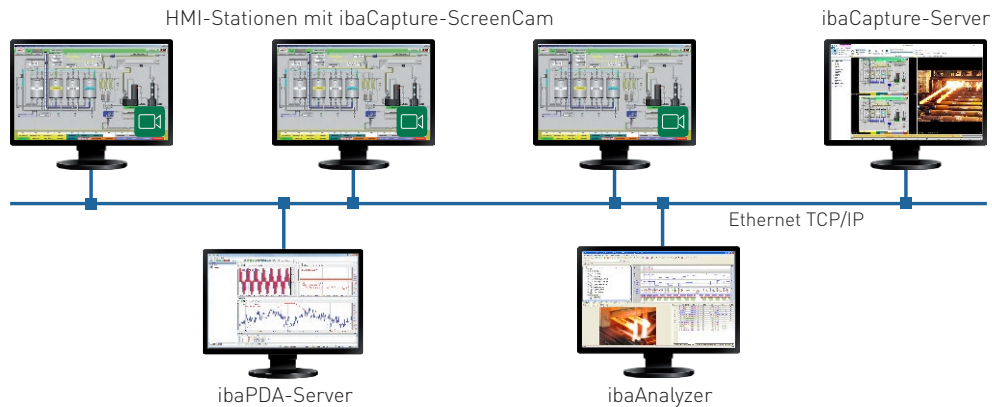 HMI-Stationen mit ibaCapture-ScreenCam
ibaCapture-Server
Ethernet TCP/IP
ibaPDA-Server
ibaAnalyzer